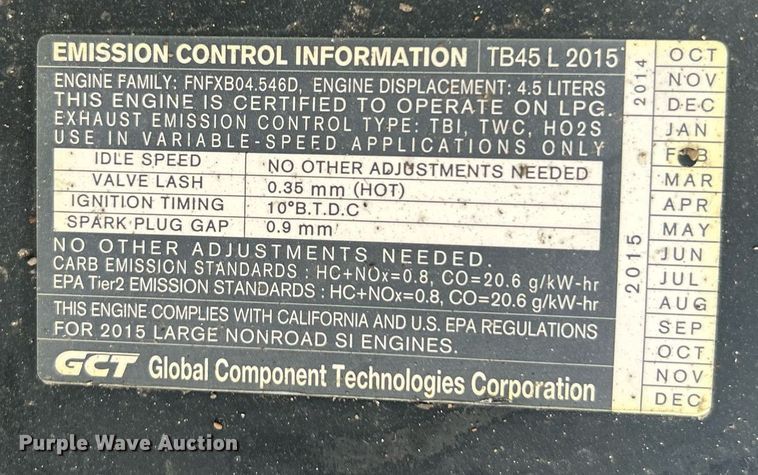 EMISSION CONTROL INFORMATION TB45 L 2015
ENGINE FAMILY: FNFXB04.546D, ENGINE DISPLACEMENT: 4.5 LITERS
THIS ENGINE IS CERTIFIED TO OPERATE ON LPG.
EXHAUST EMISSION CONTROL TYPE: TBI, TWC, HO2S
USE IN VARIABLE-SPEED APPLICATIONS ONLY
IDLE SPEED NO OTHER ADJUSTMENTS NEEDED
VALVE LASH 0.35 mm (HOT)
IGNITION TIMING 10°B.T.D.C
SPARK PLUG GAP 0.9 mm
NO OTHER ADJUSTMENTS NEEDED.
CARB EMISSION STANDARDS : HC+NOx=0.8, CO=20.6 g/kW-hr
EPA Tier2 EMISSION STANDARDS : HC+NOx=0.8, CO=20.6 g/kW-hr
THIS ENGINE COMPLIES WITH CALIFORNIA AND U.S. EPA REGULATIONS
FOR 2015 LARGE NONROAD SI ENGINES.
GCT Global Component Technologies Corporation
2014
OCT
NOV
DEC
2015
JAN
FEB
MAR
APR
MAY
JUN
JUL
AUG
SEP
OCT
NOV
DEC
Purple Wave Auction